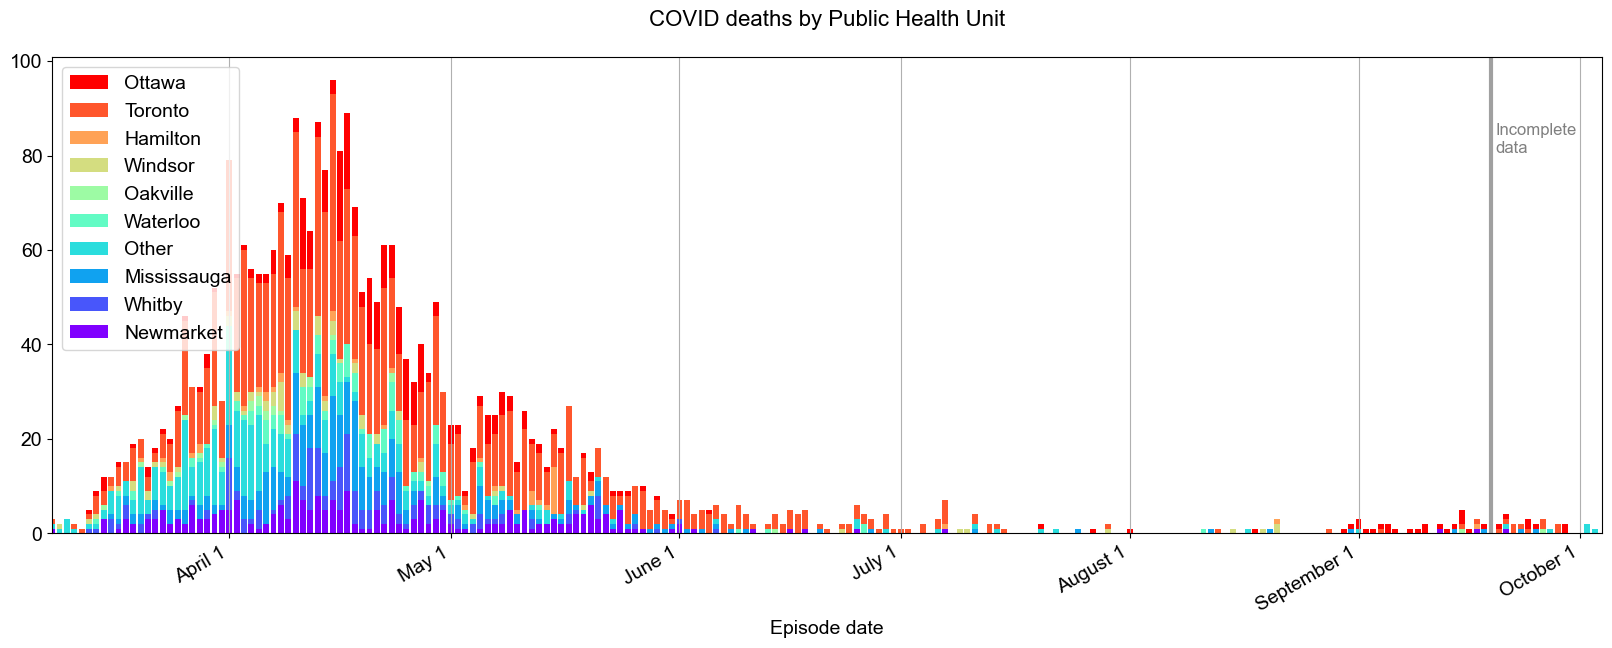 COVID deaths by Public Health Unit
100
80
60
40
20
0
Ottawa
Toronto
Hamilton
Windsor
Oakville
Waterloo
Other
Mississauga
Whitby
Newmarket
Incomplete
data
April 1
May 1
June 1
July 1
August 1
September 1
October 1
Episode date